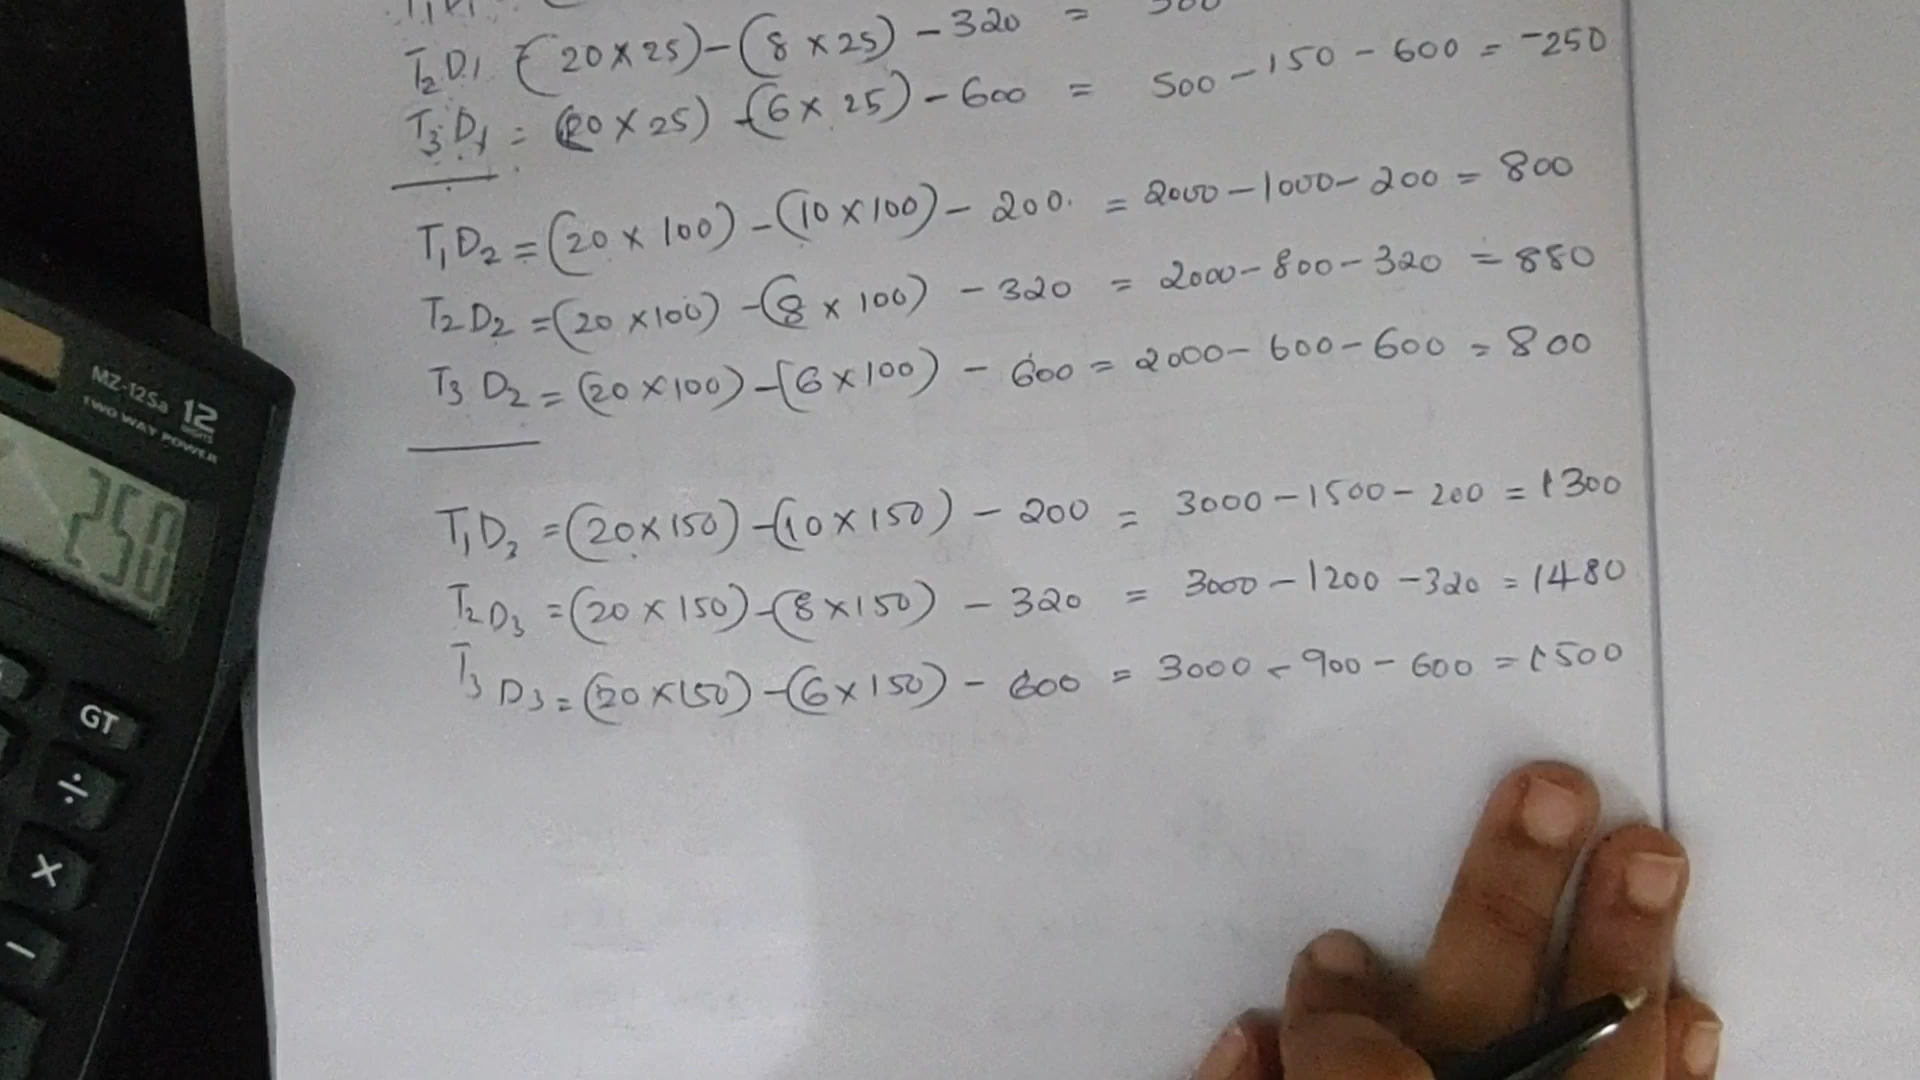 T2D1 = (20×25)-(8×25)-320 =
T3D1 = (20×25)-(6×25)-600 = 500-150-600 = -250
T1D2 = (20×100)-(10×100)-200. = 2000-1000-200 = 800
T2D2 = (20×100)-(8×100)-320 = 2000-800-320 = 880
T3D2 = (20×100)-(6×100)-600 = 2000-600-600 = 800
T1D3 = (20×150)-(10×150)-200 = 3000-1500-200 = 1300
T2D3 = (20×150)-(8×150)-320 = 3000-1200-320 = 1480
T3D3 = (20×150)-(6×150)-600 = 3000-900-600 = 1500
MZ-12Sa 12
DIGITS
TWO WAY POWER
250
GT
÷
×
−